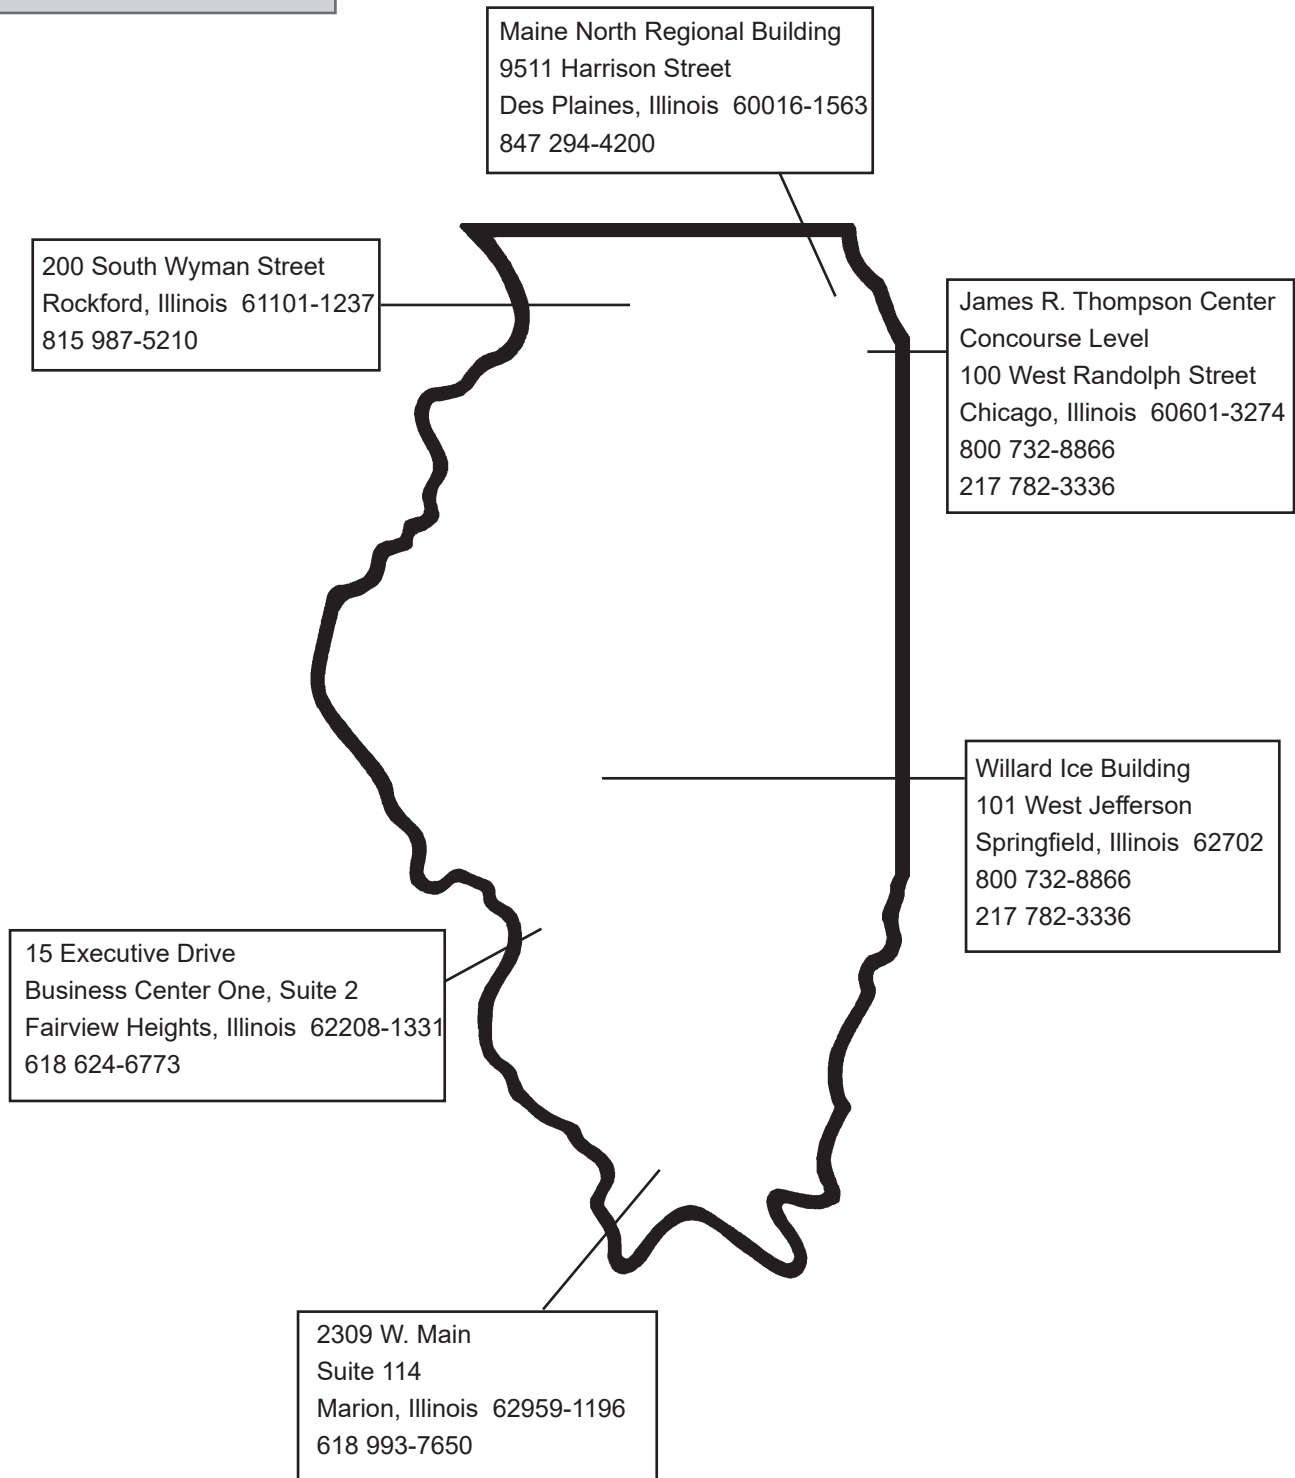 Maine North Regional Building
9511 Harrison Street
Des Plaines, Illinois  60016-1563
847 294-4200
200 South Wyman Street
Rockford, Illinois  61101-1237
815 987-5210
James R. Thompson Center
Concourse Level
100 West Randolph Street
Chicago, Illinois  60601-3274
800 732-8866
217 782-3336
Willard Ice Building
101 West Jefferson
Springfield, Illinois  62702
800 732-8866
217 782-3336
15 Executive Drive
Business Center One, Suite 2
Fairview Heights, Illinois  62208-1331
618 624-6773
2309 W. Main
Suite 114
Marion, Illinois  62959-1196
618 993-7650